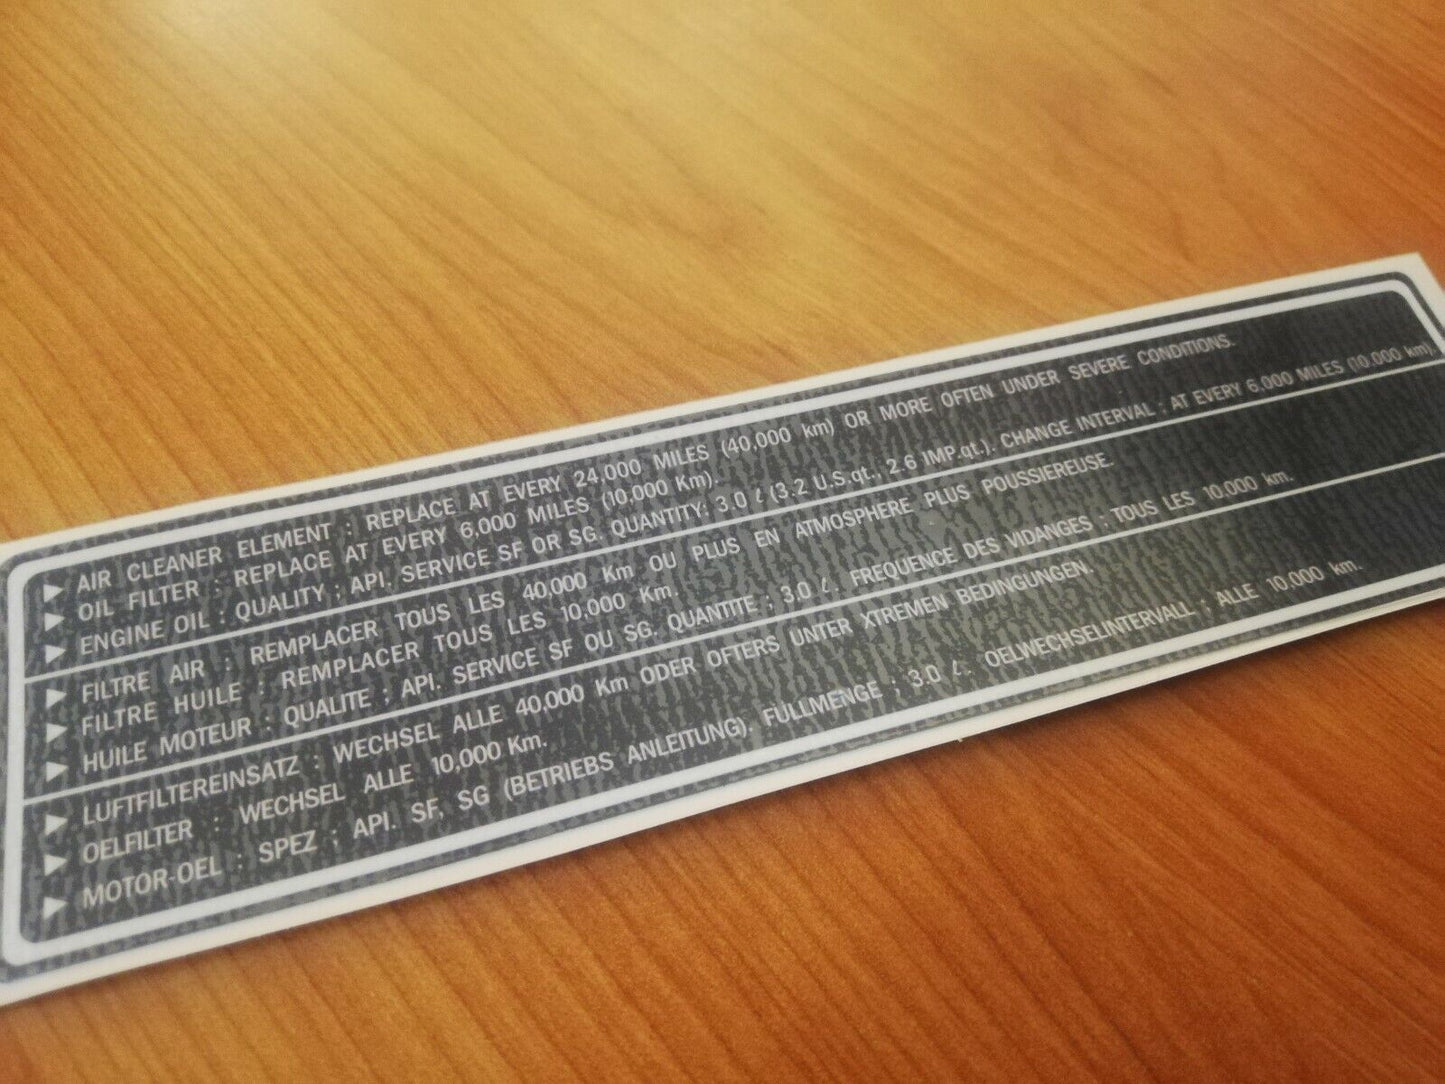 ▶ AIR CLEANER ELEMENT : REPLACE AT EVERY 24,000 MILES (40,000 km) OR MORE OFTEN UNDER SEVERE CONDITIONS.
▶ OIL FILTER : REPLACE AT EVERY 6,000 MILES (10,000 Km).
▶ ENGINE OIL : QUALITY ; API. SERVICE SF OR SG. QUANTITY; 3.0 ℓ (3.2 U.S.qt., 2.6 IMP.qt.). CHANGE INTERVAL : AT EVERY 6,000 MILES (10,000 km).
▶ FILTRE AIR : REMPLACER TOUS LES 40,000 Km OU PLUS EN ATMOSPHERE PLUS POUSSIEREUSE.
▶ FILTRE HUILE : REMPLACER TOUS LES 10,000 Km.
▶ HUILE MOTEUR : QUALITE ; API. SERVICE SF OU SG. QUANTITE ; 3.0 ℓ. FREQUENCE DES VIDANGES : TOUS LES 10.000 km.
▶ LUFTFILTEREINSATZ : WECHSEL ALLE 40,000 Km ODER OFTERS UNTER XTREMEN BEDINGUNGEN.
▶ OELFILTER : WECHSEL ALLE 10,000 Km.
▶ MOTOR-OEL : SPEZ ; API. SF, SG (BETRIEBS ANLEITUNG). FULLMENGE ; 3.0 ℓ. OELWECHSELINTERVALL ; ALLE 10.000 km.